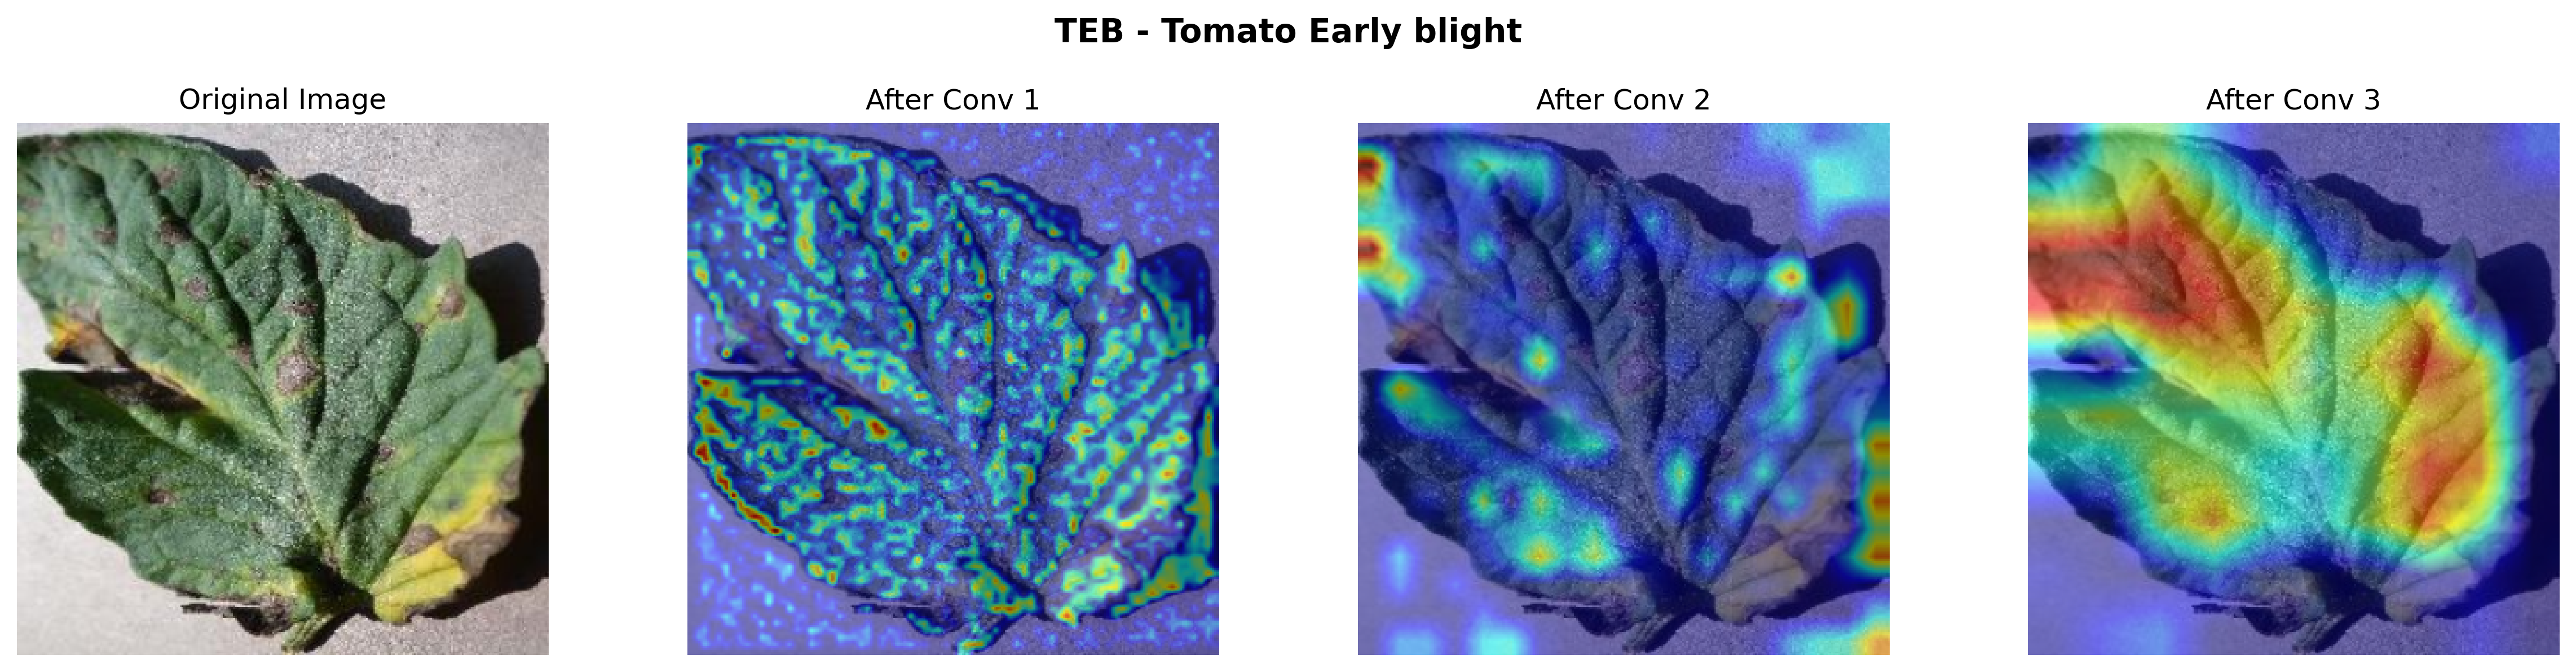 TEB - Tomato Early blight
Original Image
After Conv 1
After Conv 2
After Conv 3